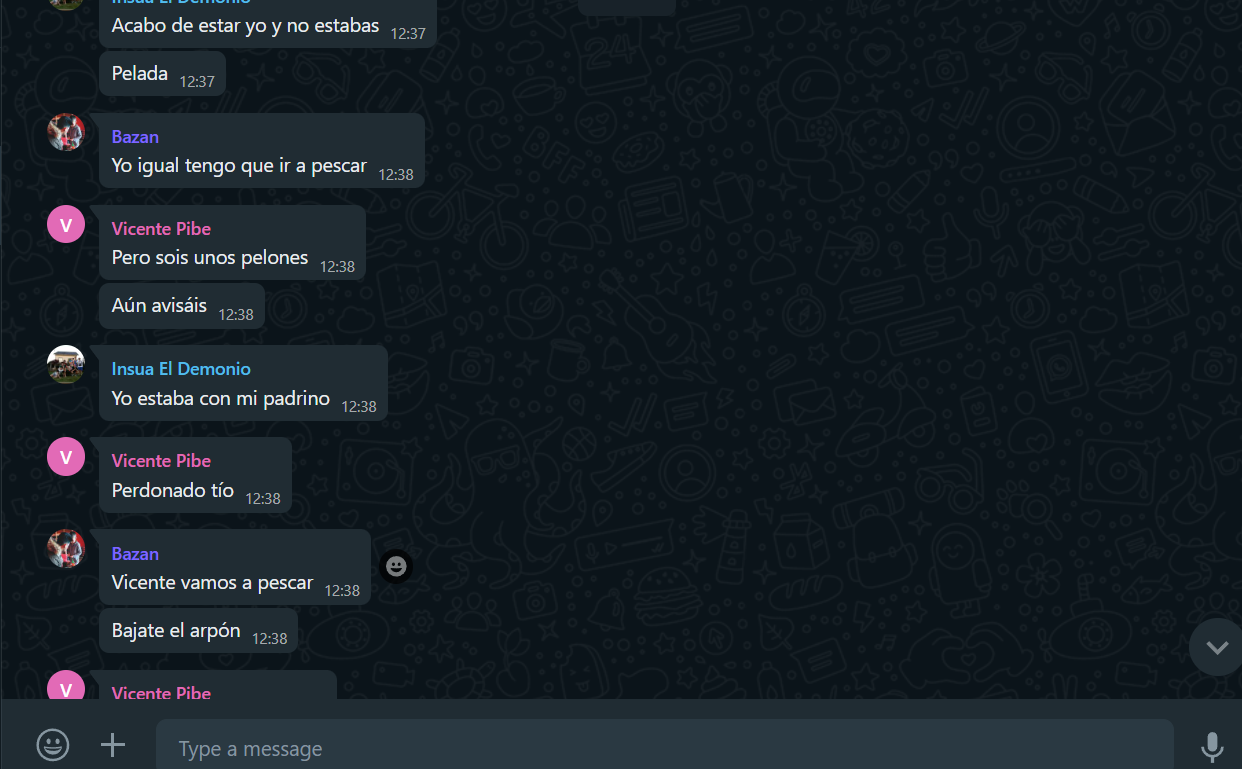 Insua El Demonio
Acabo de estar yo y no estabas 12:37
Pelada 12:37
Bazan
Yo igual tengo que ir a pescar 12:38
V
Vicente Pibe
Pero sois unos pelones 12:38
Aún avisáis 12:38
Insua El Demonio
Yo estaba con mi padrino 12:38
V
Vicente Pibe
Perdonado tío 12:38
Bazan
Vicente vamos a pescar 12:38
Bajate el arpón 12:38
V
Vicente Pibe
Type a message